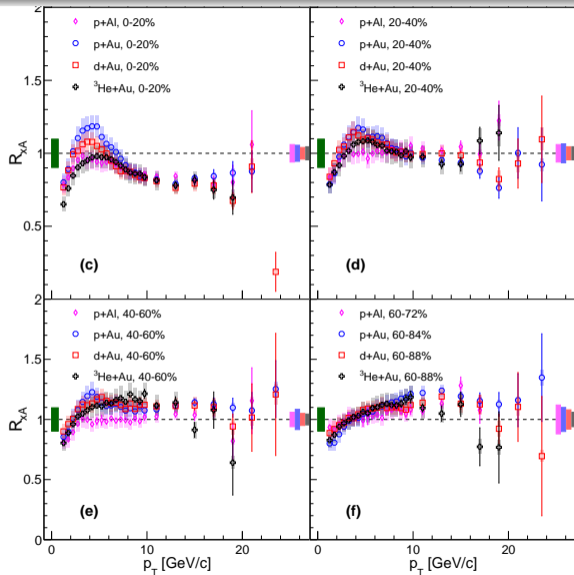 2
p+Al, 0-20%
p+Au, 0-20%
d+Au, 0-20%
³He+Au, 0-20%
p+Al, 20-40%
p+Au, 20-40%
d+Au, 20-40%
³He+Au, 20-40%
1.5
R_xA
1
0.5
(c)
(d)
2
p+Al, 40-60%
p+Au, 40-60%
d+Au, 40-60%
³He+Au, 40-60%
p+Al, 60-72%
p+Au, 60-84%
d+Au, 60-88%
³He+Au, 60-88%
1.5
R_xA
1
0.5
(e)
(f)
0
0 10 20
0 10 20
p_T [GeV/c]
p_T [GeV/c]